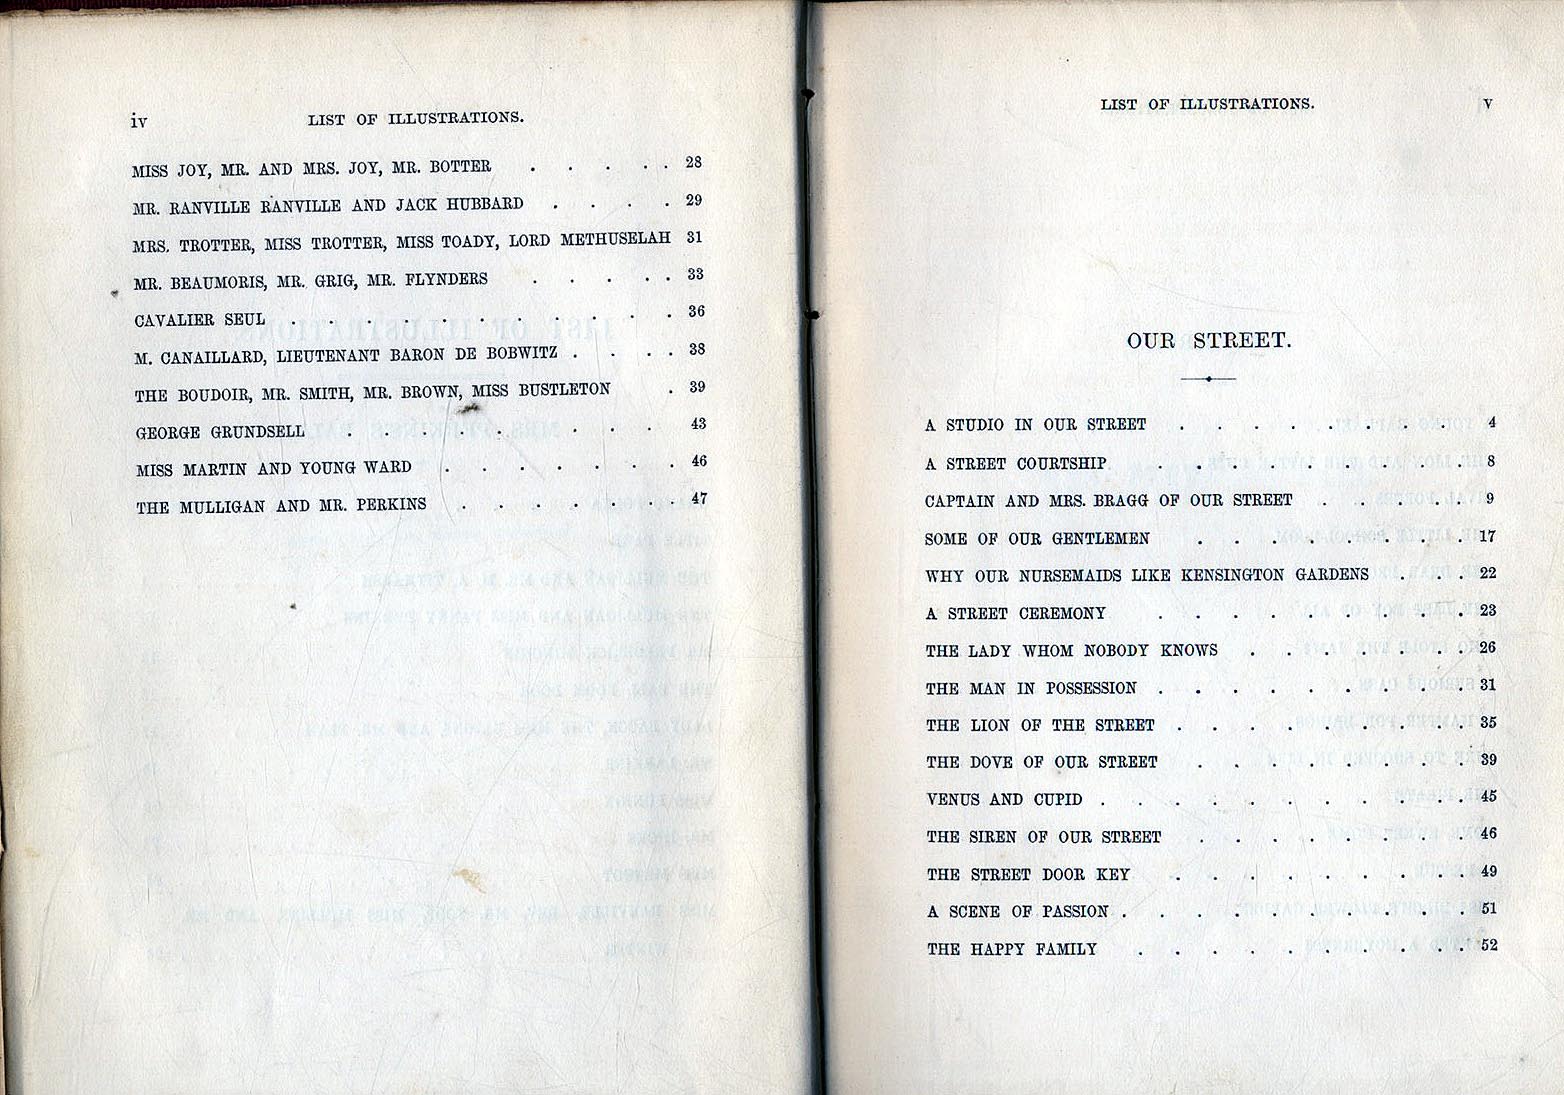 iv LIST OF ILLUSTRATIONS.
MISS JOY, MR. AND MRS. JOY, MR. BOTTER . . . . . 28
MR. RANVILLE RANVILLE AND JACK HUBBARD . . . . 29
MRS. TROTTER, MISS TROTTER, MISS TOADY, LORD METHUSELAH 31
MR. BEAUMORIS, MR. GRIG, MR. FLYNDERS . . . . . 33
CAVALIER SEUL . . . . . . . . . . . 36
M. CANAILLARD, LIEUTENANT BARON DE BOBWITZ . . . . 38
THE BOUDOIR, MR. SMITH, MR. BROWN, MISS BUSTLETON . 39
GEORGE GRUNDSELL . . . . . . . . . 43
MISS MARTIN AND YOUNG WARD . . . . . . . 46
THE MULLIGAN AND MR. PERKINS . . . . . . . 47
LIST OF ILLUSTRATIONS. v
OUR STREET.
A STUDIO IN OUR STREET . . . . . . . . 4
A STREET COURTSHIP . . . . . . . . . 8
CAPTAIN AND MRS. BRAGG OF OUR STREET . . . . . 9
SOME OF OUR GENTLEMEN . . . . . . . . 17
WHY OUR NURSEMAIDS LIKE KENSINGTON GARDENS . . . 22
A STREET CEREMONY . . . . . . . . . 23
THE LADY WHOM NOBODY KNOWS . . . . . . . 26
THE MAN IN POSSESSION . . . . . . . . . 31
THE LION OF THE STREET . . . . . . . . . 35
THE DOVE OF OUR STREET . . . . . . . . 39
VENUS AND CUPID . . . . . . . . . . . 45
THE SIREN OF OUR STREET . . . . . . . . 46
THE STREET DOOR KEY . . . . . . . . . 49
A SCENE OF PASSION . . . . . . . . . . 51
THE HAPPY FAMILY . . . . . . . . . . 52